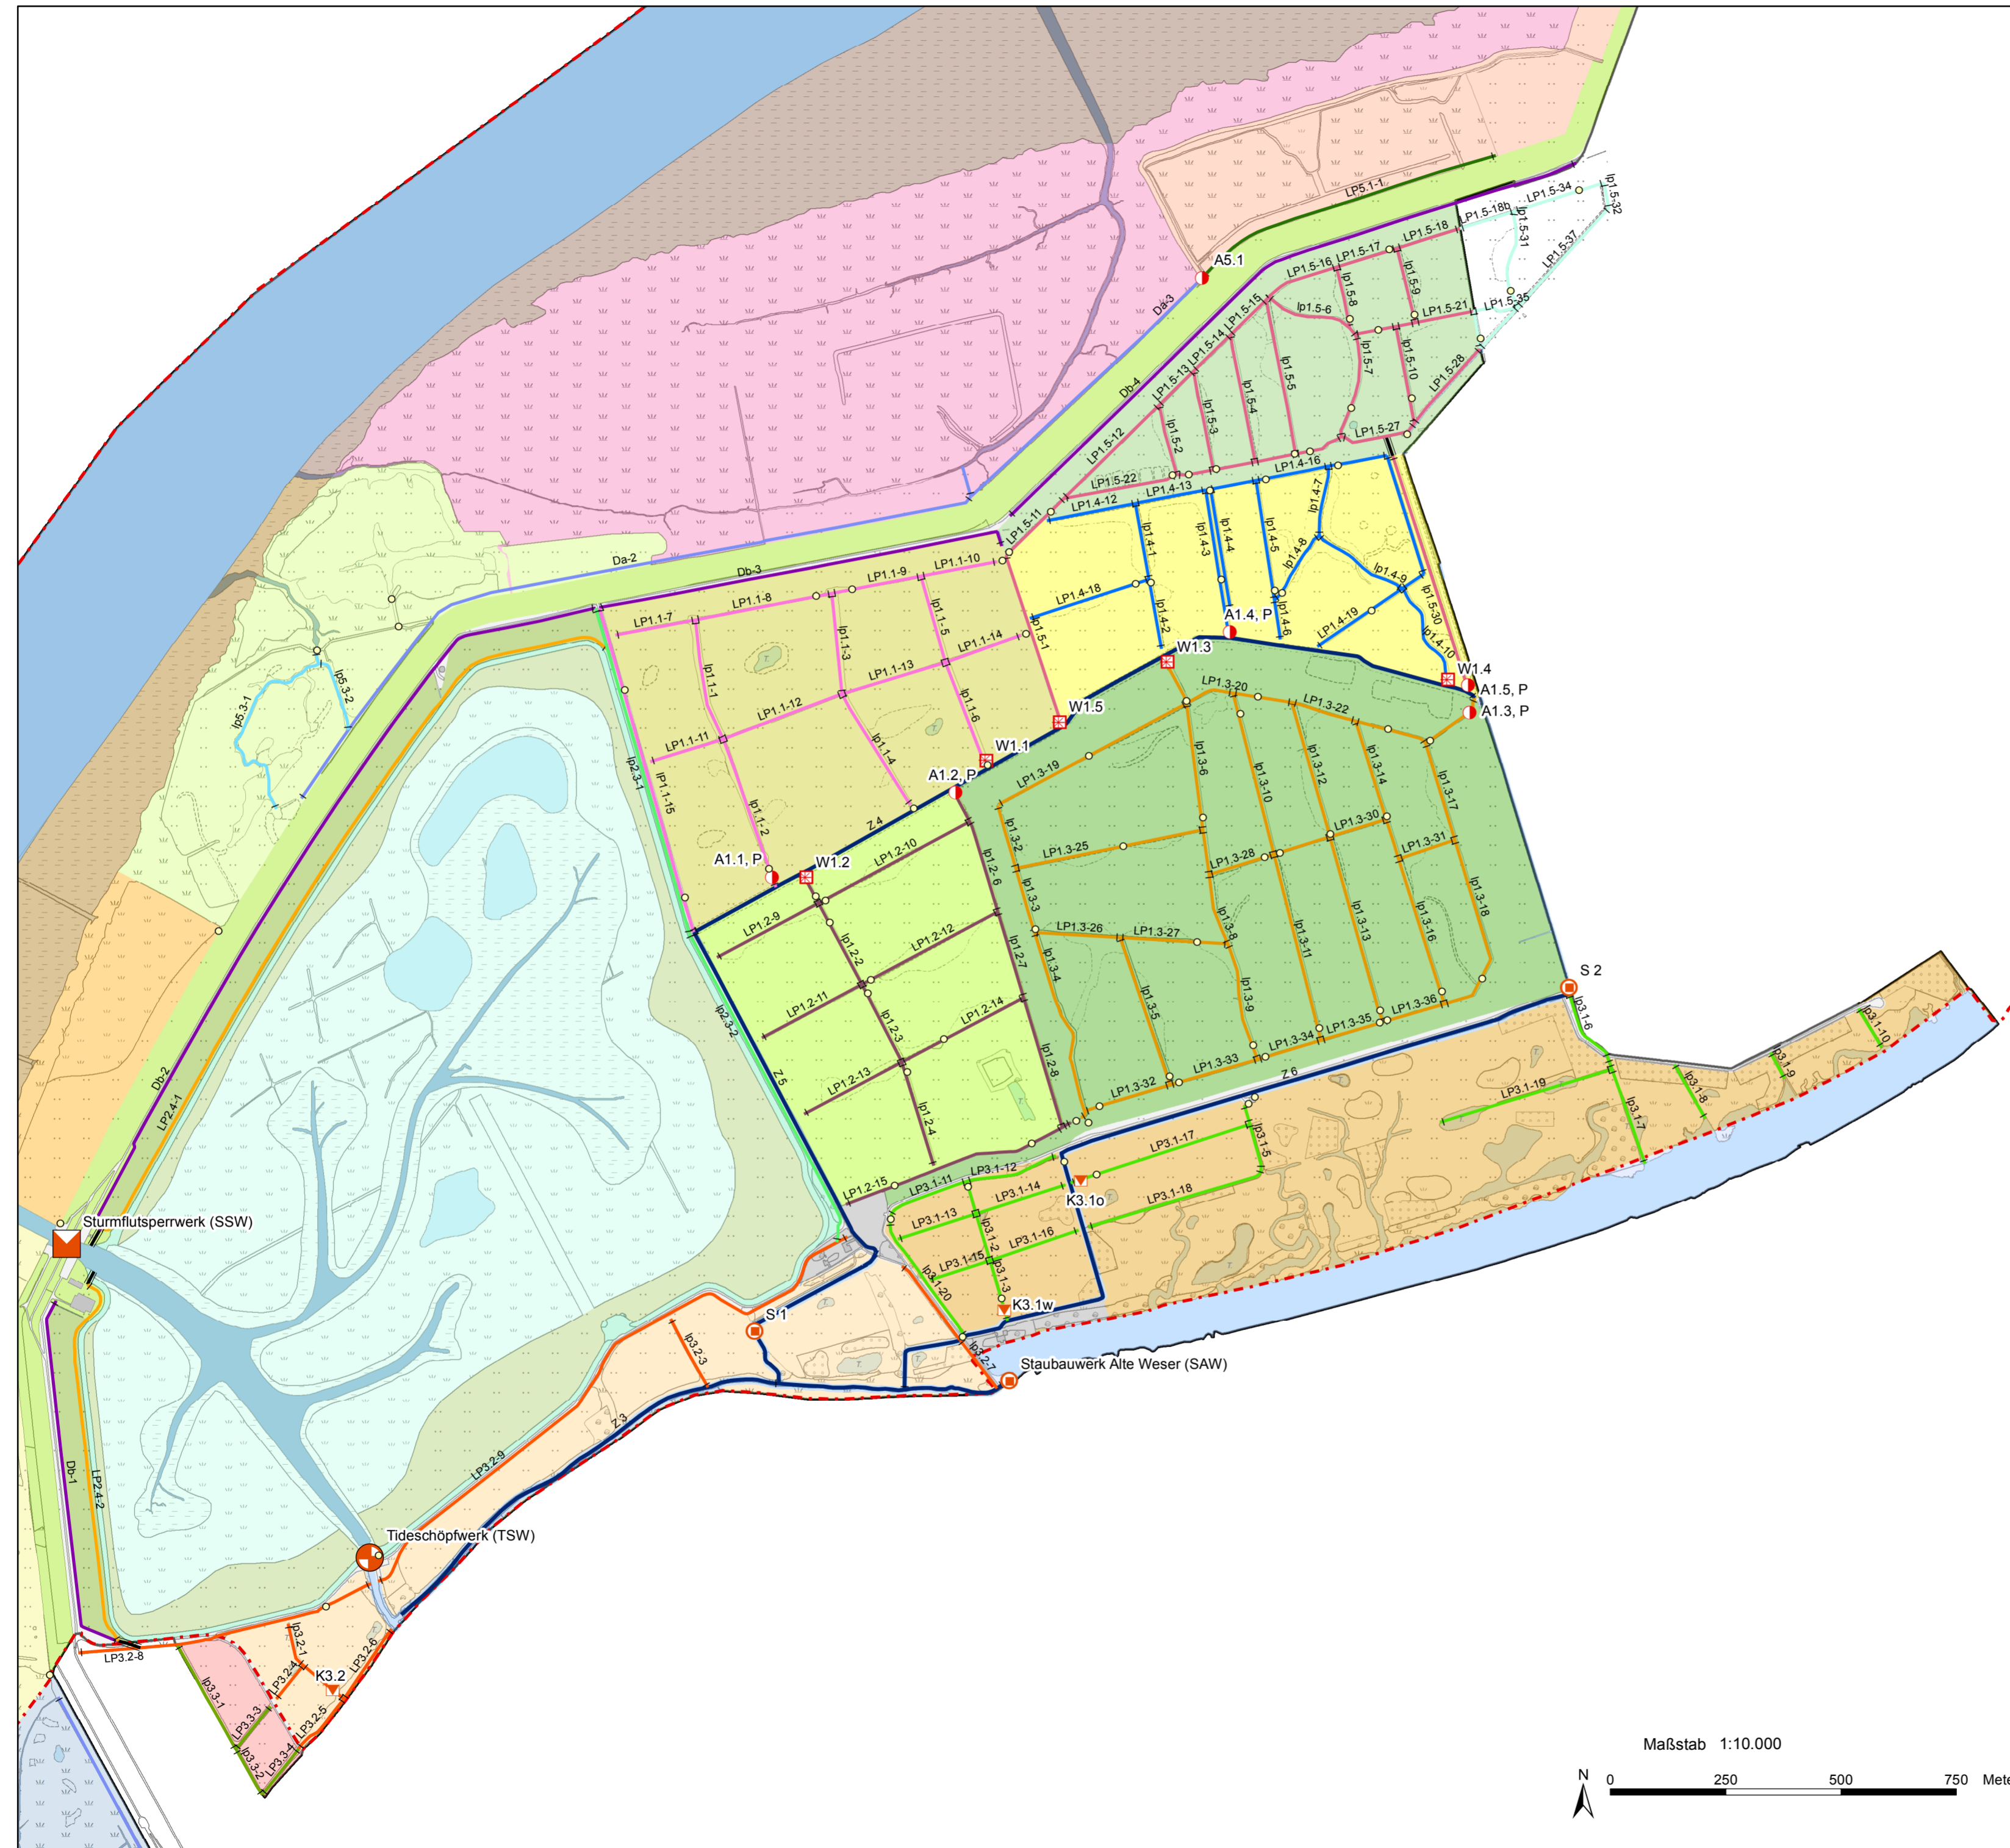 LP5.1-1
A5.1
Da-3
Db-4
LP1.5-34
lp1.5-32
LP1.5-18b
lp1.5-31
LP1.5-37
LP1.5-18
LP1.5-17
LP1.5-16
LP1.5-15
lp1.5-8
lp1.5-9
lp1.5-6
LP1.5-21
LP1.5-35
LP1.5-14
lp1.5-7
lp1.5-10
LP1.5-28
LP1.5-13
lp1.5-5
lp1.5-4
lp1.5-3
lp1.5-2
LP1.5-12
LP1.5-27
LP1.5-22
LP1.4-16
LP1.4-13
LP1.4-12
lp1.4-7
LP1.5-11
lp1.4-1
lp1.4-3
lp1.4-4
lp1.4-5
lp1.4-8
lp1.4-9
Da-2
Db-3
LP1.1-10
LP1.1-9
LP1.1-8
LP1.1-7
LP1.4-18
lp1.4-2
lp1.4-6
LP1.4-19
lp1.5-30
lp1.4-10
A1.4, P
W1.3
W1.4
A1.5, P
A1.3, P
lp1.5-1
lp1.1-5
lp1.1-3
LP1.1-14
LP1.1-13
lp1.1-1
LP1.1-12
LP1.1-11
lp1.1-6
lp1.1-4
lp1.1-2
lP1.1-15
lp2.3-1
lp5.3-1
lp5.3-2
W1.5
W1.1
A1.2, P
Z 4
A1.1, P
W1.2
LP1.3-20
LP1.3-22
LP1.3-19
lp1.3-6
lp1.3-10
lp1.3-12
lp1.3-14
lp1.3-17
lp1.3-2
LP1.3-25
LP1.3-30
LP1.3-31
LP1.3-28
LP1.2-10
lp1.2- 6
LP1.2-9
LP1.2-12
lp1.2-2
lp1.2-7
lp1.3-3
LP1.3-26
LP1.3-27
lp1.3-8
lp1.3-11
lp1.3-13
lp1.3-16
lp1.3-18
lp1.3-4
lp1.3-5
lp1.3-9
LP1.3-36
LP1.3-35
LP1.3-34
LP1.3-33
LP1.3-32
LP1.2-11
LP1.2-14
lp1.2-3
LP1.2-13
lp1.2-8
lp1.2-4
LP1.2-15
lp2.3-2
Z 5
Z 6
S 2
lp3.1-6
lp3.1-10
lp3.1-9
lp3.1-8
lp3.1-7
LP3.1-19
LP3.1-17
lp3.1-5
LP3.1-18
K3.1o
LP3.1-12
LP3.1-11
LP3.1-14
LP3.1-13
lp3.1-2
LP3.1-16
LP3.1-15
lp3.1-3
lp3.1-20
K3.1w
lp3.2-7
Db-2
LP2.4-1
Sturmflutsperrwerk (SSW)
S 1
Staubauwerk Alte Weser (SAW)
lp3.2-3
Z 3
LP3.2-9
Db-1
LP2.4-2
Tideschöpfwerk (TSW)
LP3.2-8
lp3.2-1
LP3.2-4
LP3.2-6
K3.2
LP3.2-5
lp3.3-1
LP3.3-3
lp3.3-2
LP3.3-4
Maßstab 1:10.000
N
0 250 500 750 Mete